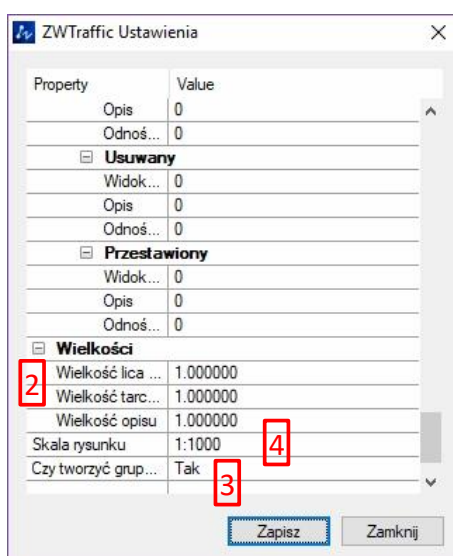 ZWTraffic Ustawienia
Property Value
Opis 0
Odnoś... 0
Usuwany
Widok... 0
Opis 0
Odnoś... 0
Przestawiony
Widok... 0
Opis 0
Odnoś... 0
Wielkości
2 Wielkość lica ... 1.000000
Wielkość tarc... 1.000000
Wielkość opisu 1.000000
Skala rysunku 1:1000 4
Czy tworzyć grup... Tak 3
Zapisz Zamknij